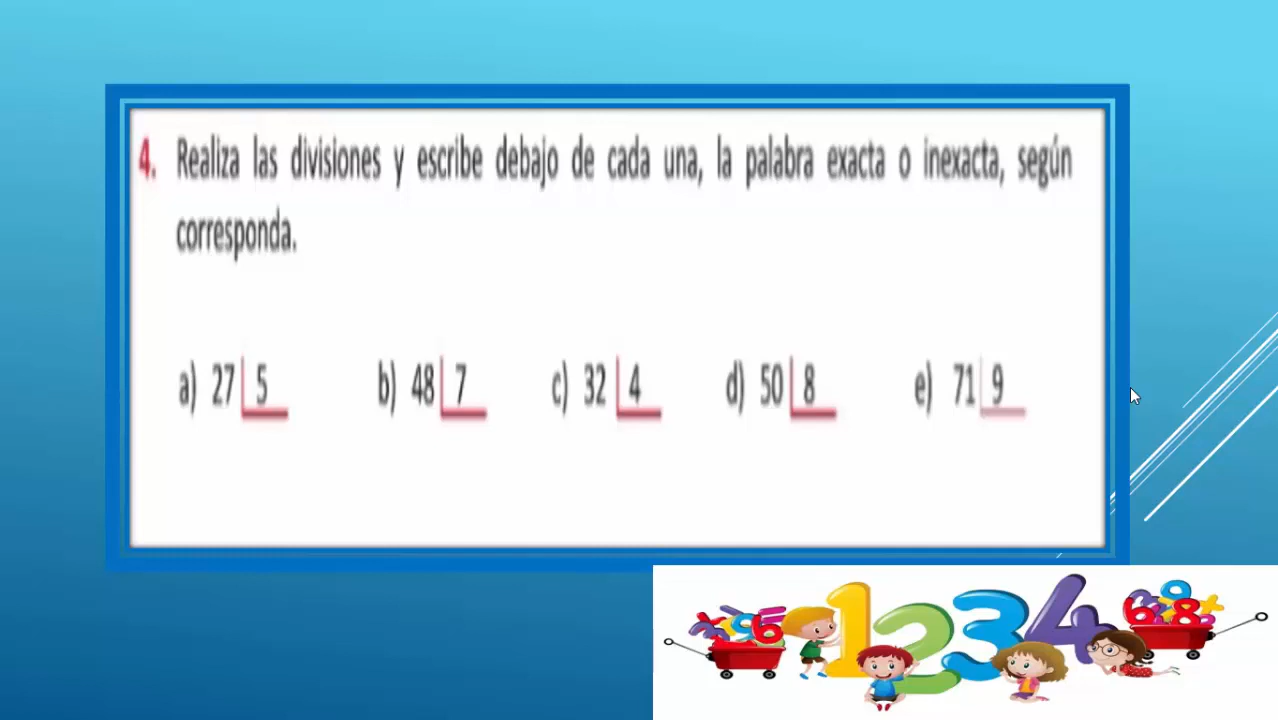 4. Realiza las divisiones y escribe debajo de cada una, la palabra exacta o inexacta, según
corresponda.
a) 27 5 b) 48 7 c) 32 4 d) 50 8 e) 71 9
1234